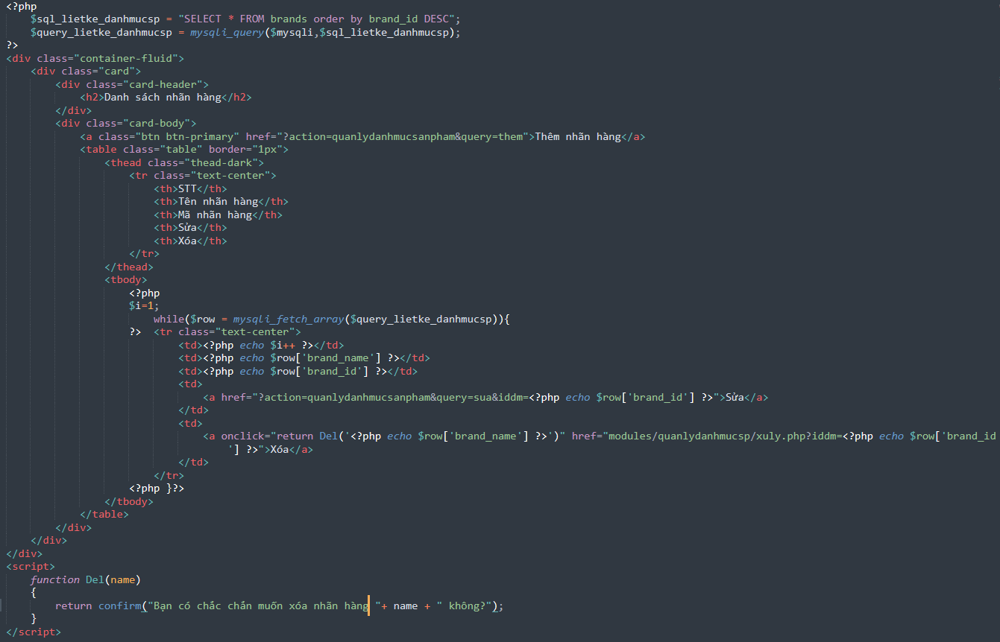 <?php
$sql_lietke_danhmucsp = "SELECT * FROM brands order by brand_id DESC";
$query_lietke_danhmucsp = mysqli_query($mysqli,$sql_lietke_danhmucsp);
?>
<div class="container-fluid">
<div class="card">
<div class="card-header">
<h2>Danh sách nhãn hàng</h2>
</div>
<div class="card-body">
<a class="btn btn-primary" href="?action=quanlydanhmucsanpham&query=them">Thêm nhãn hàng</a>
<table class="table" border="1px">
<thead class="thead-dark">
<tr class="text-center">
<th>STT</th>
<th>Tên nhãn hàng</th>
<th>Mã nhãn hàng</th>
<th>Sửa</th>
<th>Xóa</th>
</tr>
</thead>
<tbody>
<?php
$i=1;
while($row = mysqli_fetch_array($query_lietke_danhmucsp)){
?> <tr class="text-center">
<td><?php echo $i++ ?></td>
<td><?php echo $row['brand_name'] ?></td>
<td><?php echo $row['brand_id'] ?></td>
<td>
<a href="?action=quanlydanhmucsanpham&query=sua&iddm=<?php echo $row['brand_id'] ?>">Sửa</a>
</td>
<td>
<a onclick="return Del('<?php echo $row['brand_name'] ?>')" href="modules/quanlydanhmucsp/xuly.php?iddm=<?php echo $row['brand_id
'] ?>">Xóa</a>
</td>
</tr>
<?php }?>
</tbody>
</table>
</div>
</div>
</div>
<script>
function Del(name)
{
return confirm("Bạn có chắc chắn muốn xóa nhãn hàng "+ name + " không?");
}
</script>